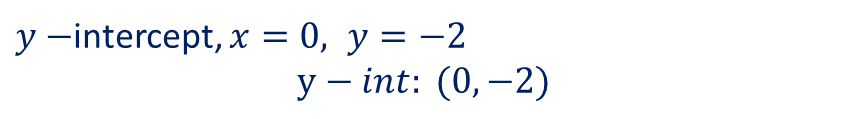 y −intercept, x = 0, y = −2
y − int: (0, −2)